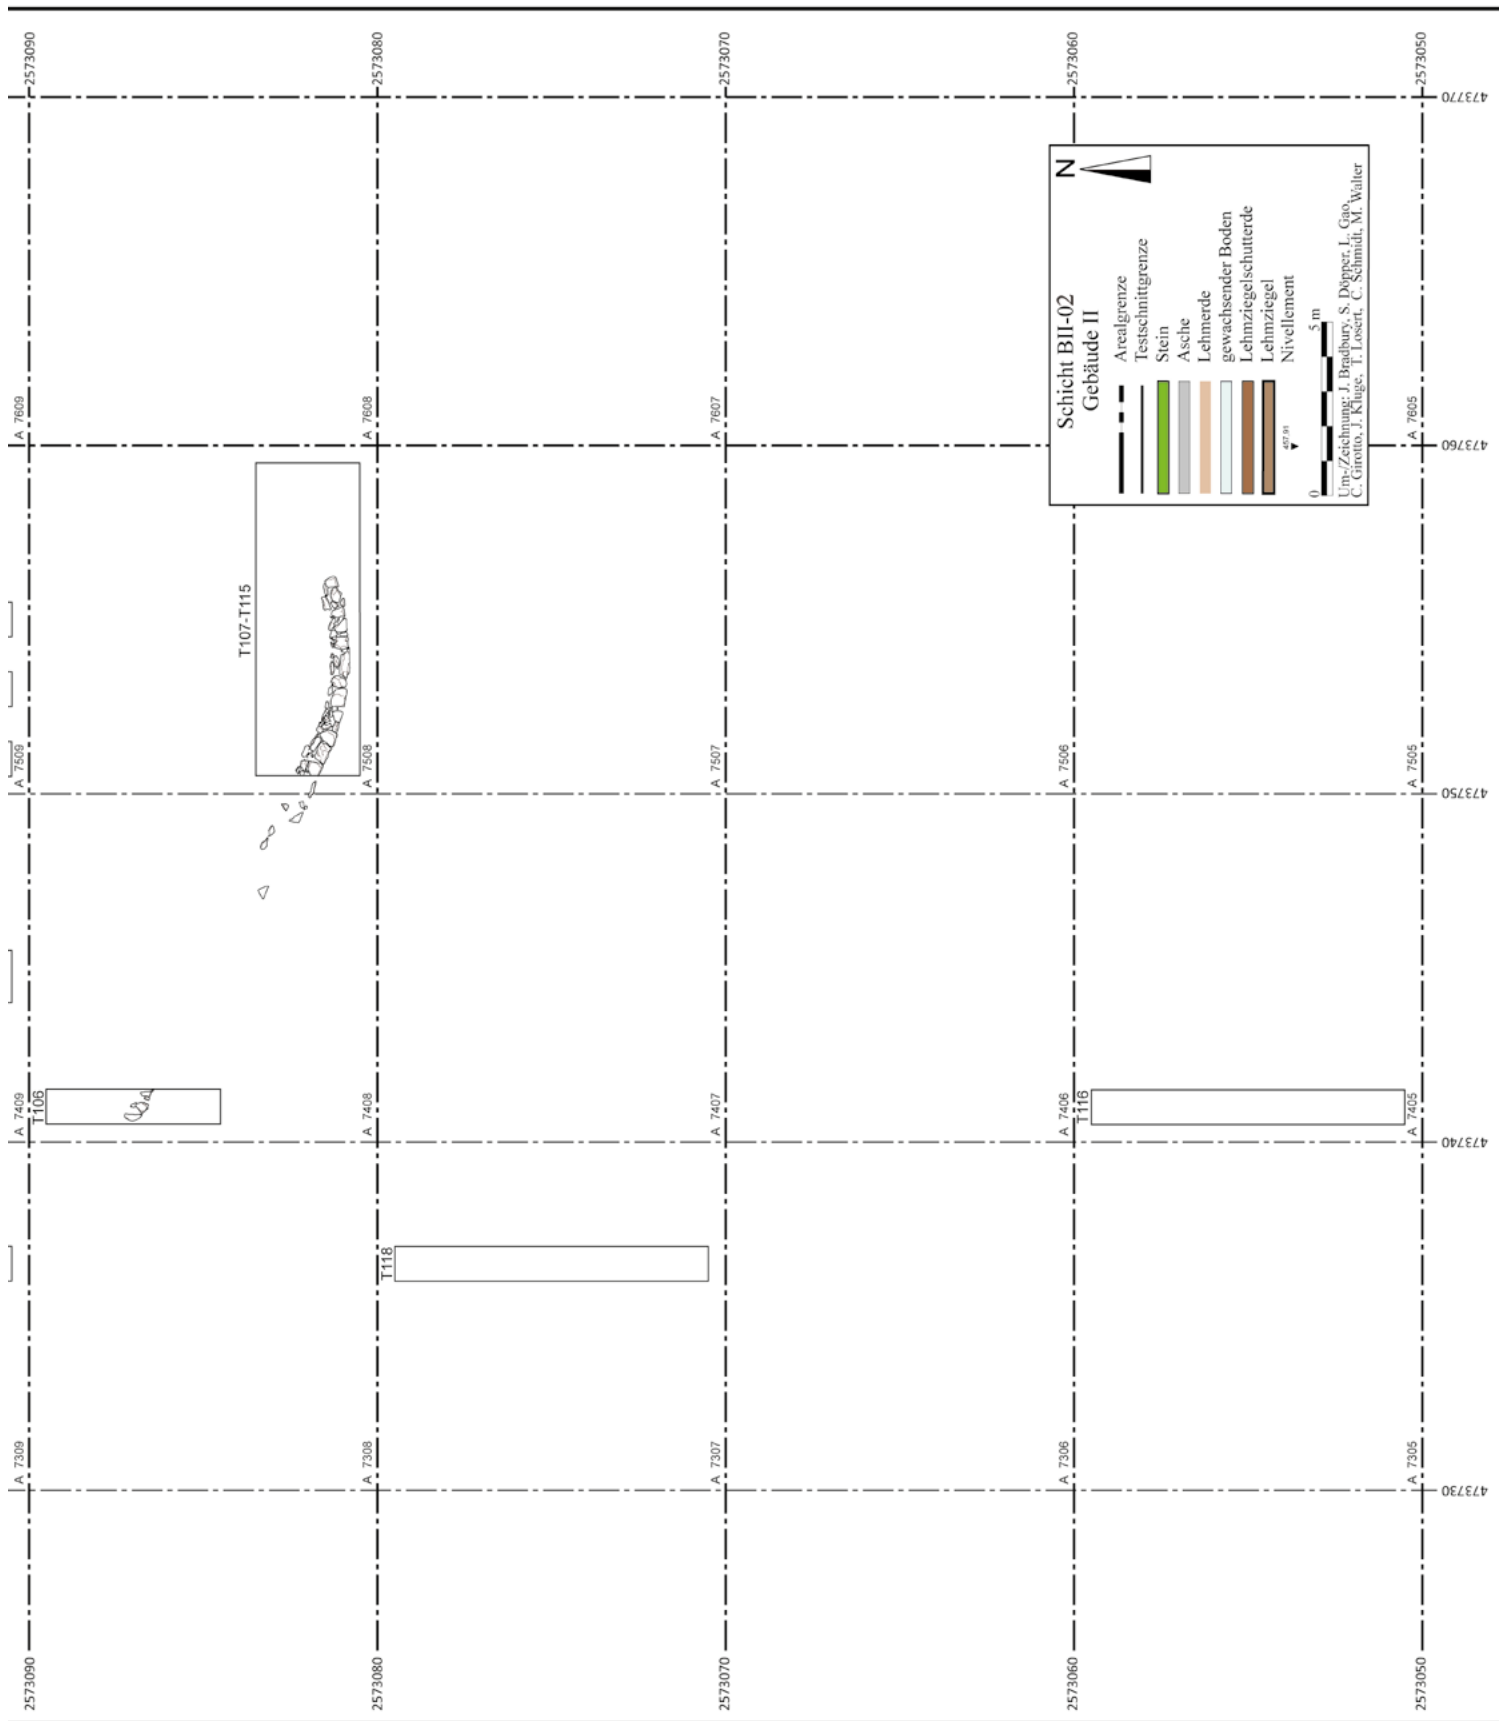 2573090
A 7309
A 7409
A 7509
A 7609
2573090
T106
T107-T115
2573080
A 7308
A 7408
A 7508
A 7608
2573080
T118
2573070
A 7307
A 7407
A 7507
A 7607
2573070
2573060
A 7306
A 7406
A 7506
2573060
T116
Schicht BII-02
Gebäude II
N
Arealgrenze
Testschnittgrenze
Stein
Asche
Lehmerde
gewachsender Boden
Lehmziegelschutterde
Lehmziegel
457.91 Nivellement
0 5 m
Um-/Zeichnung: J. Bradbury, S. Döpper, L. Gao,
C. Girotto, J. Kluge, T. Losert, C. Schmidt, M. Walter
2573050
A 7305
A 7405
A 7505
A 7605
2573050
473730
473740
473750
473760
473770